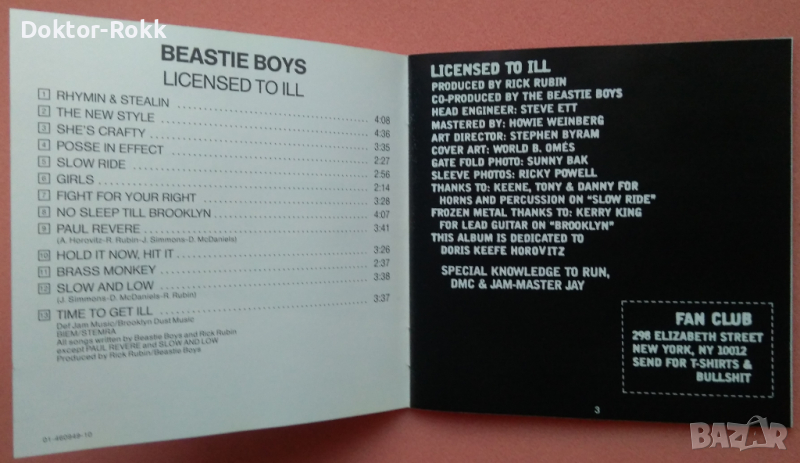 Doktor-Rokk
BEASTIE BOYS
LICENSED TO ILL
1 RHYMIN & STEALIN 4:08
2 THE NEW STYLE 4:36
3 SHE'S CRAFTY 3:35
4 POSSE IN EFFECT 2:27
5 SLOW RIDE 2:56
6 GIRLS 2:14
7 FIGHT FOR YOUR RIGHT 3:28
8 NO SLEEP TILL BROOKLYN 4:07
9 PAUL REVERE 3:41
(A. Horovitz-R. Rubin-J. Simmons-D. McDaniels)
10 HOLD IT NOW, HIT IT 3:26
11 BRASS MONKEY 2:37
12 SLOW AND LOW 3:38
(J. Simmons-D. McDaniels-R. Rubin)
13 TIME TO GET ILL 3:37
Def Jam Music/Brooklyn Dust Music
BIEM/STEMRA
All songs written by Beastie Boys and Rick Rubin
except PAUL REVERE and SLOW AND LOW
Produced by Rick Rubin/Beastie Boys
01-460949-10
LICENSED TO ILL
PRODUCED BY RICK RUBIN
CO-PRODUCED BY THE BEASTIE BOYS
HEAD ENGINEER: STEVE ETT
MASTERED BY: HOWIE WEINBERG
ART DIRECTOR: STEPHEN BYRAM
COVER ART: WORLD B. OMÉS
GATE FOLD PHOTO: SUNNY BAK
SLEEVE PHOTOS: RICKY POWELL
THANKS TO: KEENE, TONY & DANNY FOR
HORNS AND PERCUSSION ON "SLOW RIDE"
FROZEN METAL THANKS TO: KERRY KING
FOR LEAD GUITAR ON "BROOKLYN"
THIS ALBUM IS DEDICATED TO
DORIS KEEFE HOROVITZ
SPECIAL KNOWLEDGE TO RUN,
DMC & JAM-MASTER JAY
FAN CLUB
298 ELIZABETH STREET
NEW YORK, NY 10012
SEND FOR T-SHIRTS &
BULLSHIT
3
BAZAR